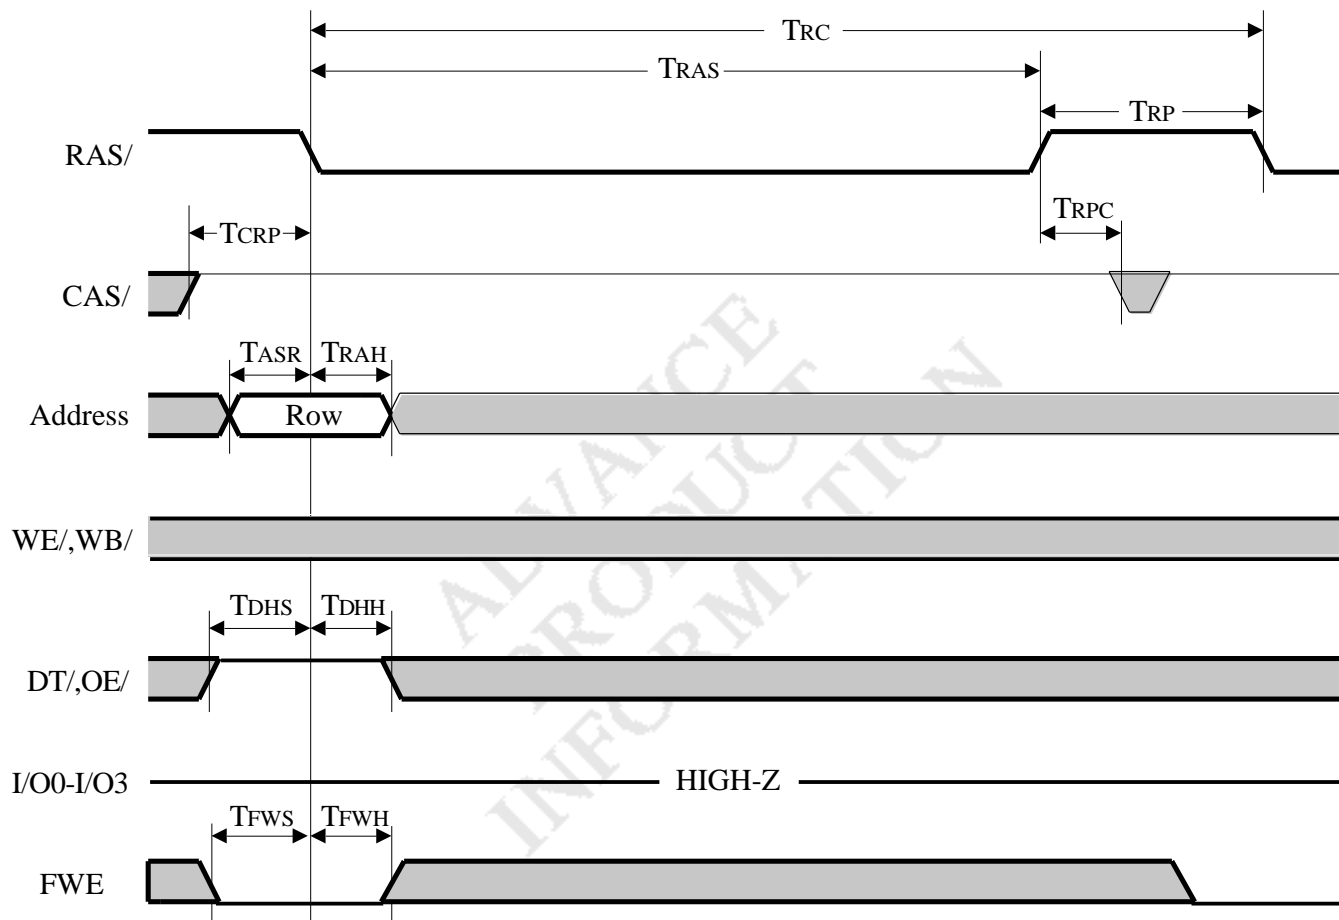 TRC
TRAS
TRP
RAS/
TRPC
TCRP
CAS/
TASR TRAH
Address Row
WE/,WB/
TDHS TDHH
DT/,OE/
I/O0-I/O3 HIGH-Z
TFWS TFWH
FWE
ADVANCE
PRODUCT
INFORMATION